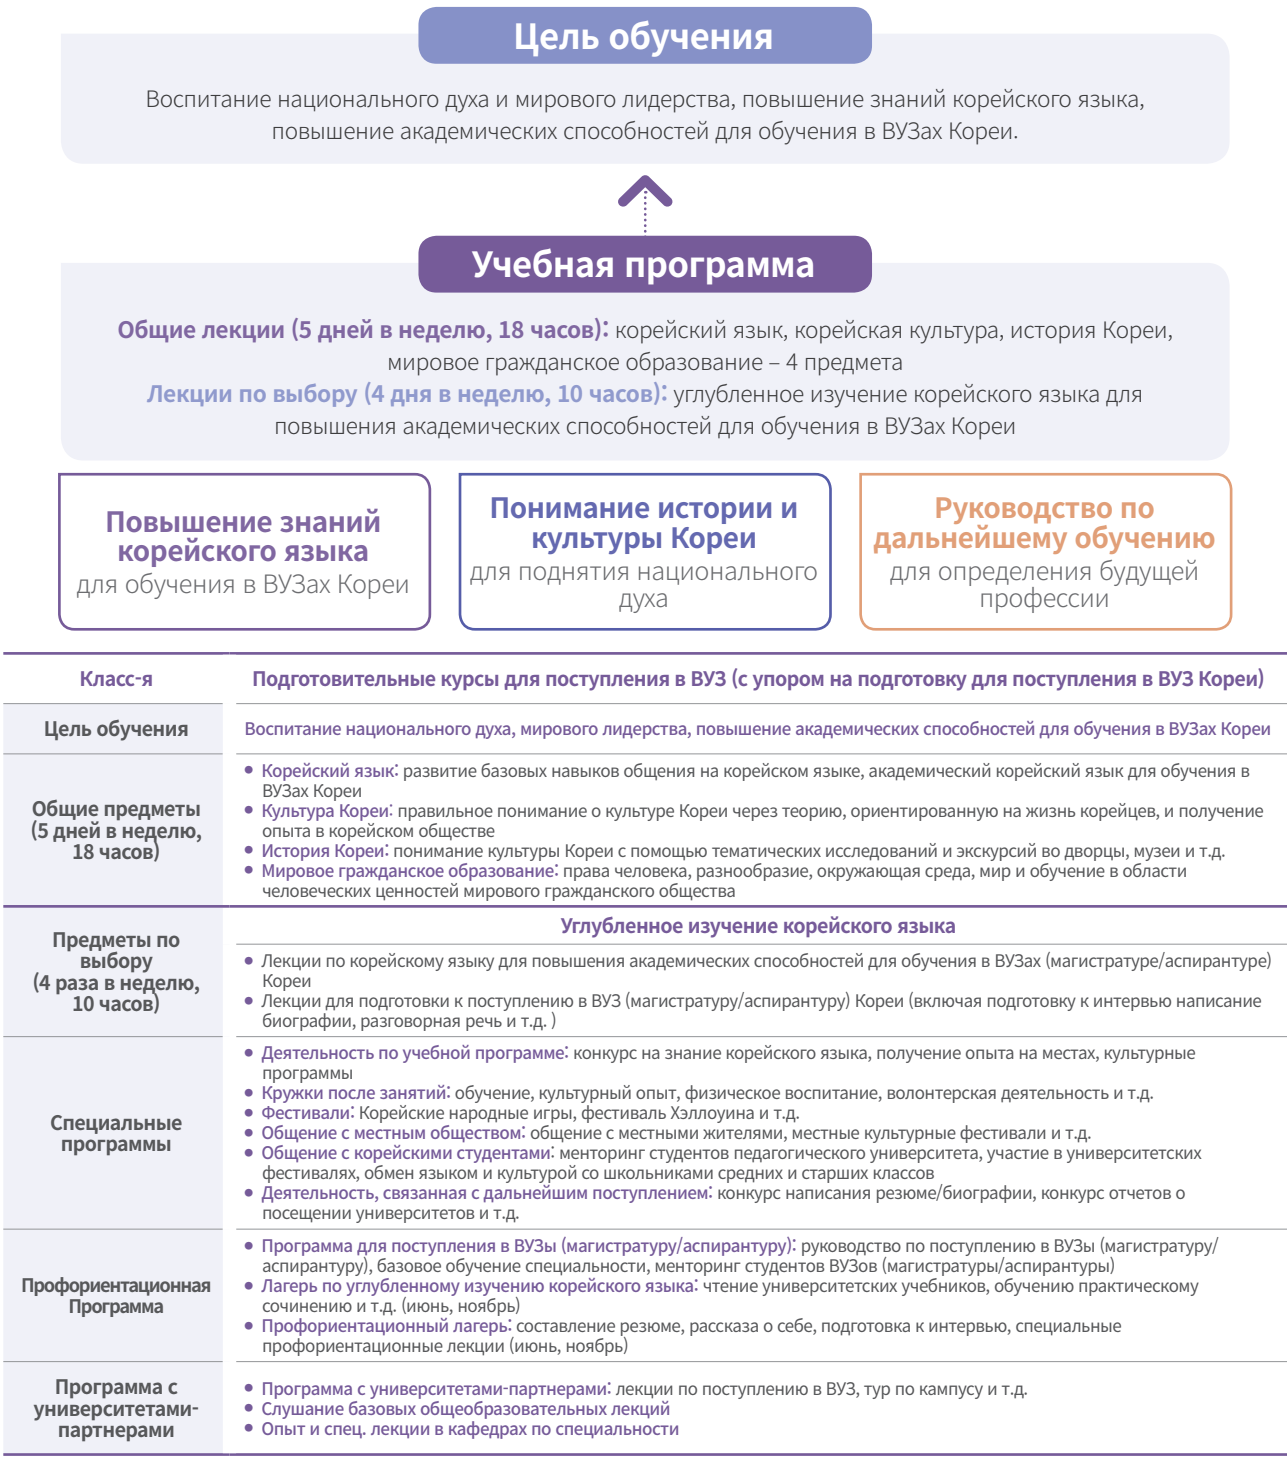 Цель обучения
Воспитание национального духа и мирового лидерства, повышение знаний корейского языка,
повышение академических способностей для обучения в ВУЗах Кореи.
Учебная программа
Общие лекции (5 дней в неделю, 18 часов): корейский язык, корейская культура, история Кореи,
мировое гражданское образование – 4 предмета
Лекции по выбору (4 дня в неделю, 10 часов): углубленное изучение корейского языка для
повышения академических способностей для обучения в ВУЗах Кореи
Повышение знаний
корейского языка
для обучения в ВУЗах Кореи
Понимание истории и
культуры Кореи
для поднятия национального
духа
Руководство по
дальнейшему обучению
для определения будущей
профессии
Класс-я
Подготовительные курсы для поступления в ВУЗ (с упором на подготовку для поступления в ВУЗ Кореи)
Цель обучения
Воспитание национального духа, мирового лидерства, повышение академических способностей для обучения в ВУЗах Кореи
Общие предметы
(5 дней в неделю,
18 часов)
• Корейский язык: развитие базовых навыков общения на корейском языке, академический корейский язык для обучения в
ВУЗах Кореи
• Культура Кореи: правильное понимание о культуре Кореи через теорию, ориентированную на жизнь корейцев, и получение
опыта в корейском обществе
• История Кореи: понимание культуры Кореи с помощью тематических исследований и экскурсий во дворцы, музеи и т.д.
• Мировое гражданское образование: права человека, разнообразие, окружающая среда, мир и обучение в области
человеческих ценностей мирового гражданского общества
Предметы по
выбору
(4 раза в неделю,
10 часов)
Углубленное изучение корейского языка
• Лекции по корейскому языку для повышения академических способностей для обучения в ВУЗах (магистратуре/аспирантуре)
Кореи
• Лекции для подготовки к поступлению в ВУЗ (магистратуру/аспирантуру) Кореи (включая подготовку к интервью написание
биографии, разговорная речь и т.д. )
Специальные
программы
• Деятельность по учебной программе: конкурс на знание корейского языка, получение опыта на местах, культурные
программы
• Кружки после занятий: обучение, культурный опыт, физическое воспитание, волонтерская деятельность и т.д.
• Фестивали: Корейские народные игры, фестиваль Хэллоуина и т.д.
• Общение с местным обществом: общение с местными жителями, местные культурные фестивали и т.д.
• Общение с корейскими студентами: менторинг студентов педагогического университета, участие в университетских
фестивалях, обмен языком и культурой со школьниками средних и старших классов
• Деятельность, связанная с дальнейшим поступлением: конкурс написания резюме/биографии, конкурс отчетов о
посещении университетов и т.д.
Профориентационная
Программа
• Программа для поступления в ВУЗы (магистратуру/аспирантуру): руководство по поступлению в ВУЗы (магистратуру/
аспирантуру), базовое обучение специальности, менторинг студентов ВУЗов (магистратуры/аспирантуры)
• Лагерь по углубленному изучению корейского языка: чтение университетских учебников, обучению практическому
сочинению и т.д. (июнь, ноябрь)
• Профориентационный лагерь: составление резюме, рассказа о себе, подготовка к интервью, специальные
профориентационные лекции (июнь, ноябрь)
Программа с
университетами-
партнерами
• Программа с университетами-партнерами: лекции по поступлению в ВУЗ, тур по кампусу и т.д.
• Слушание базовых общеобразовательных лекций
• Опыт и спец. лекции в кафедрах по специальности